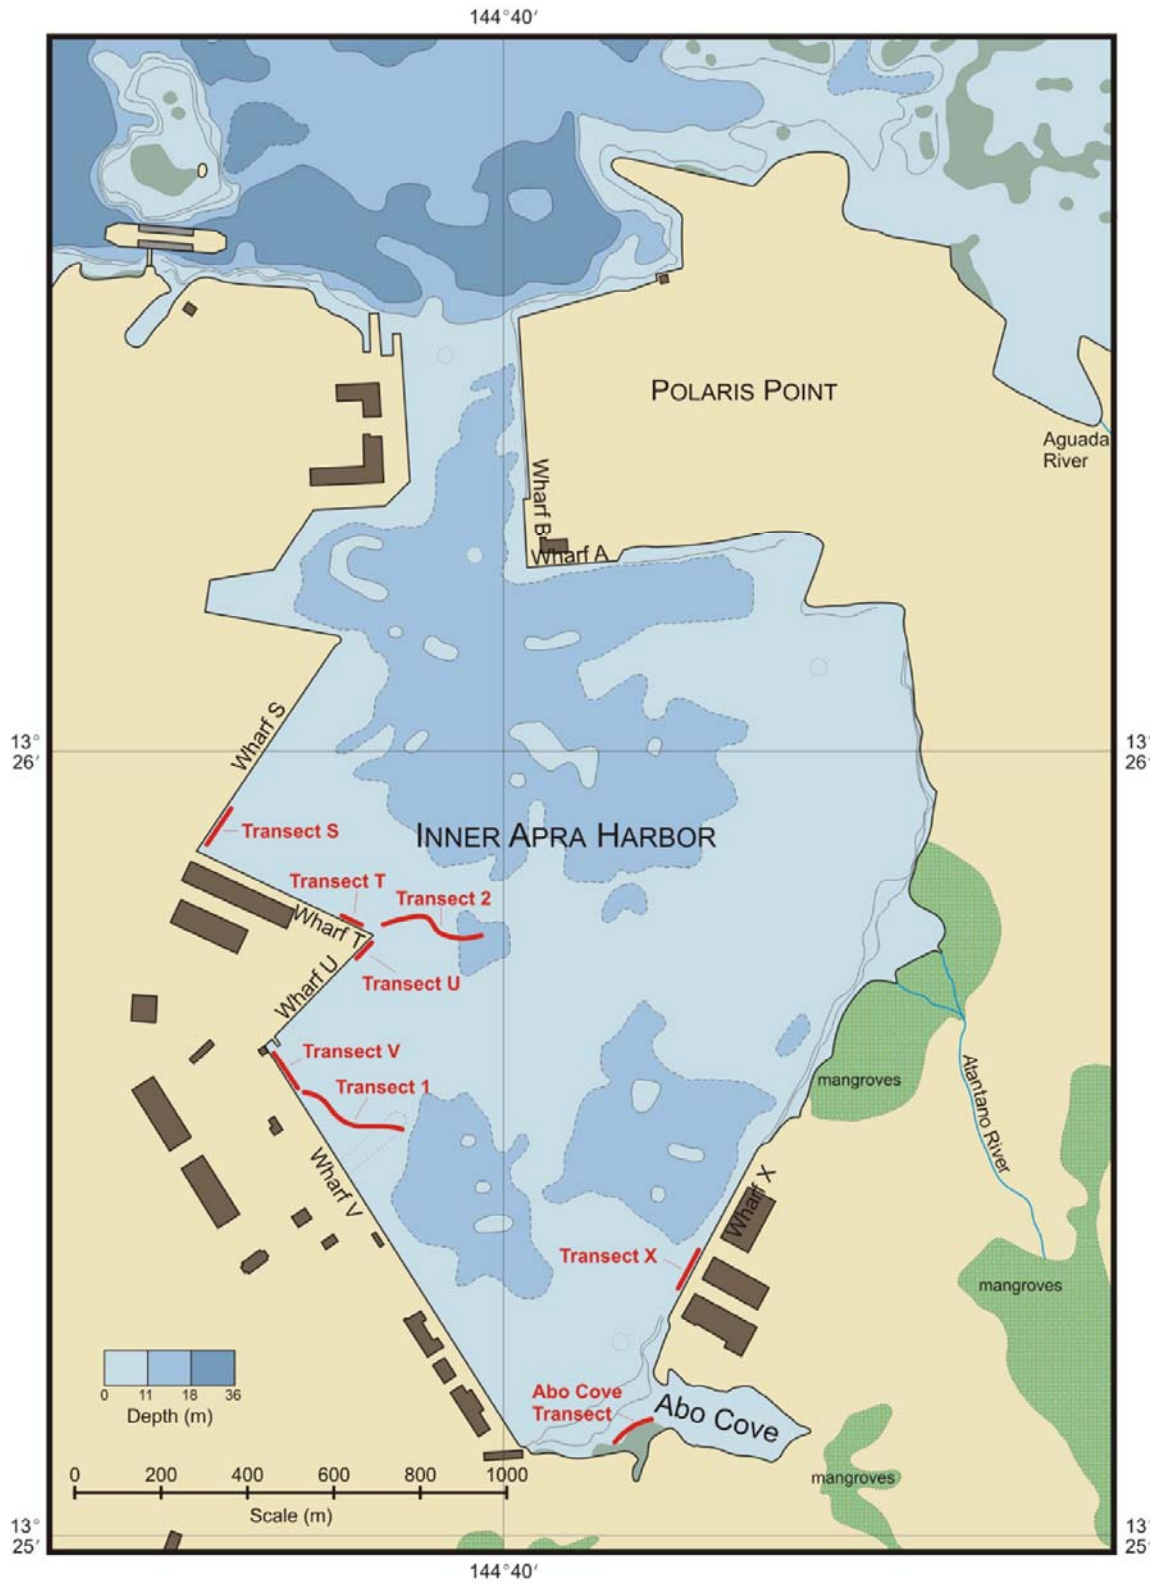 144°40′
POLARIS POINT
Aguada
River
Wharf B
Wharf A
Wharf S
13°
26′
13°
26′
Transect S
INNER APRA HARBOR
Transect T
Transect 2
Wharf T
Wharf U
Transect U
Transect V
Transect 1
mangroves
Atantano River
Wharf V
Wharf X
Transect X
mangroves
Abo Cove
Transect
Abo Cove
0 11 18 36
Depth (m)
mangroves
0 200 400 600 800 1000
Scale (m)
13°
25′
13°
25′
144°40′